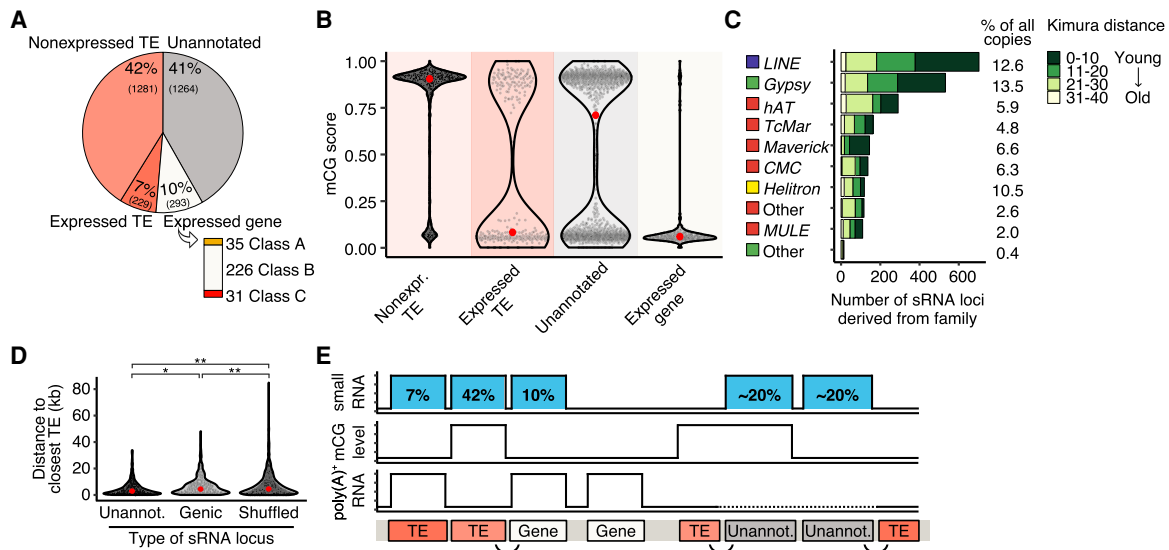 A
Nonexpressed TE
Unannotated
42%
(1281)
41%
(1264)
7%
(229)
10%
(293)
Expressed TE
Expressed gene
35 Class A
226 Class B
31 Class C
B
mCG score
1.00
0.75
0.50
0.25
0.00
Nonexpr.
TE
Expressed
TE
Unannotated
Expressed
gene
C
% of all
copies
Kimura distance
0-10
11-20
21-30
31-40
Young
↓
Old
LINE
12.6
Gypsy
13.5
hAT
5.9
TcMar
4.8
Maverick
6.6
CMC
6.3
Helitron
10.5
Other
2.6
MULE
2.0
Other
0.4
0
200
400
600
Number of sRNA loci
derived from family
D
**
*
**
Distance to
closest TE (kb)
80
60
40
20
0
Unannot.
Genic
Shuffled
Type of sRNA locus
E
small
RNA
7%
42%
10%
~20%
~20%
mCG
level
poly(A)+
RNA
TE
TE
Gene
Gene
TE
Unannot.
Unannot.
TE